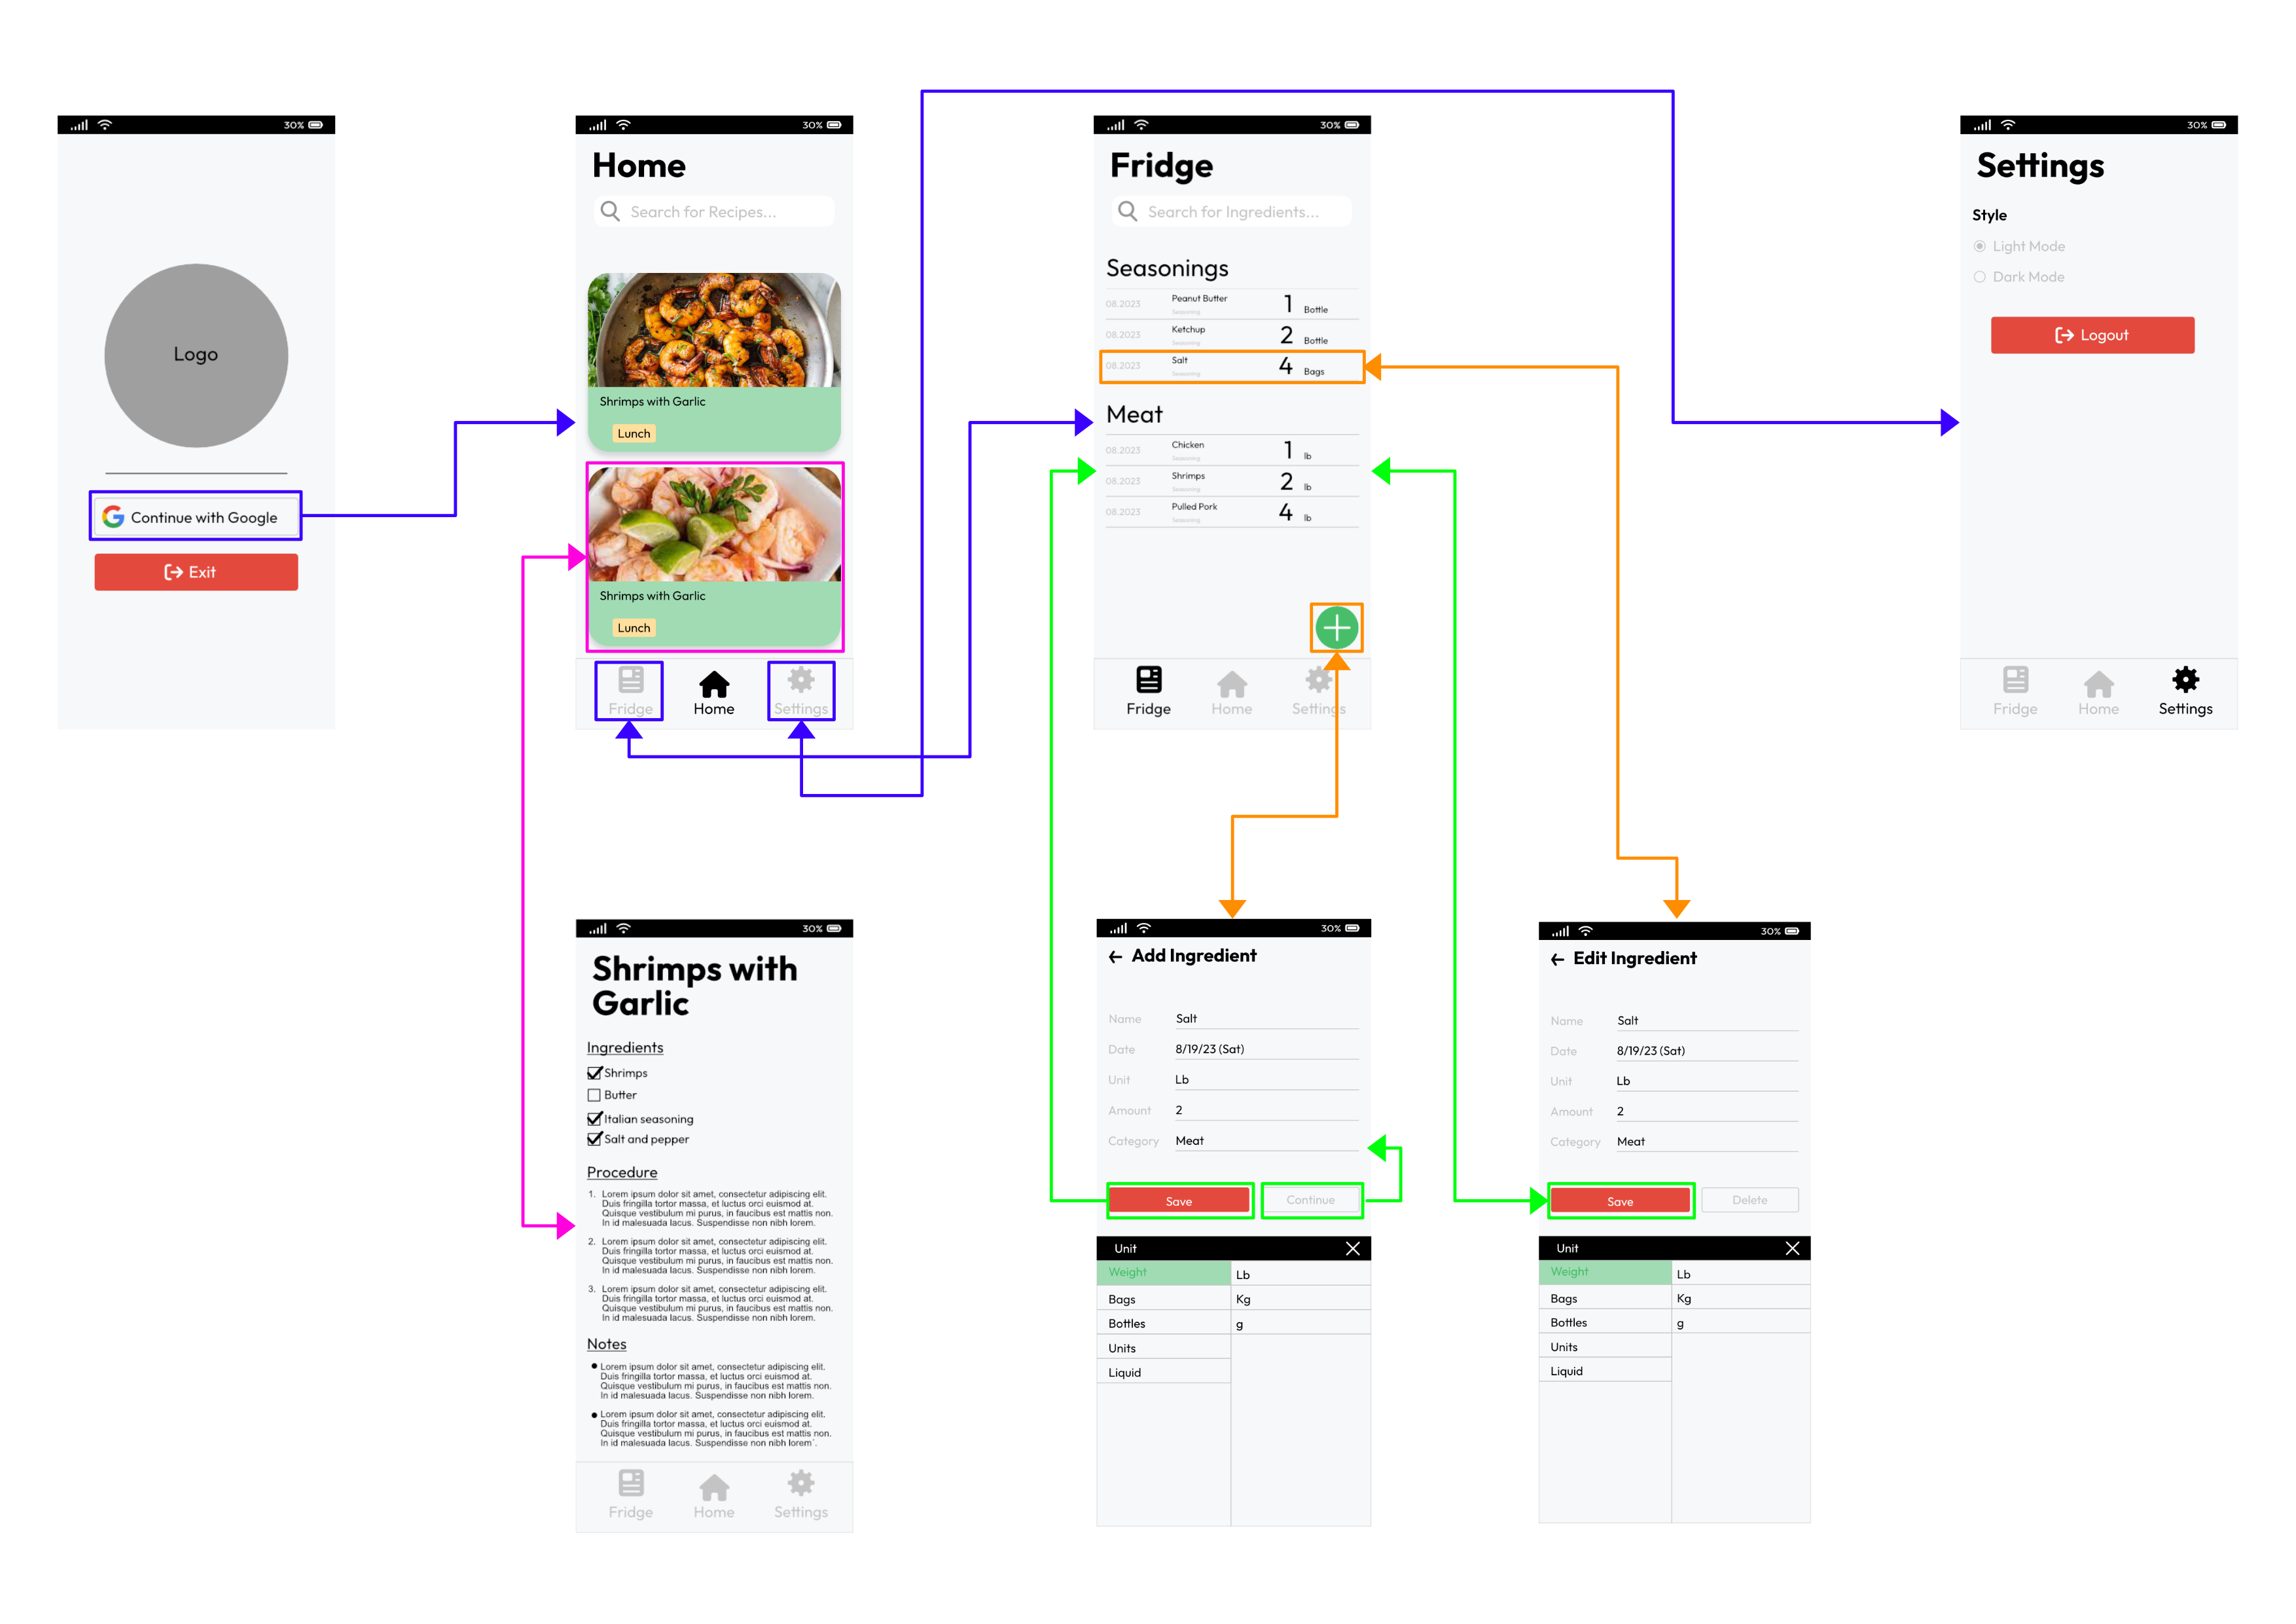 30%
Logo
Continue with Google
Exit
30%
Home
Search for Recipes...
Shrimps with Garlic
Lunch
Shrimps with Garlic
Lunch
Fridge Home Settings
30%
Fridge
Search for Ingredients...
Seasonings
08.2023 Peanut Butter 1 Bottle
Seasoning
08.2023 Ketchup 2 Bottle
Seasoning
08.2023 Salt 4 Bags
Seasoning
Meat
08.2023 Chicken 1 lb
Seasoning
08.2023 Shrimps 2 lb
Seasoning
08.2023 Pulled Pork 4 lb
Seasoning
Fridge Home Settings
30%
Settings
Style
Light Mode
Dark Mode
Logout
Fridge Home Settings
30%
Shrimps with
Garlic
Ingredients
Shrimps
Butter
Italian seasoning
Salt and pepper
Procedure
1. Lorem ipsum dolor sit amet, consectetur adipiscing elit.
Duis fringilla tortor massa, et luctus orci euismod at.
Quisque vestibulum mi purus, in faucibus est mattis non.
In id malesuada lacus. Suspendisse non nibh lorem.
2. Lorem ipsum dolor sit amet, consectetur adipiscing elit.
Duis fringilla tortor massa, et luctus orci euismod at.
Quisque vestibulum mi purus, in faucibus est mattis non.
In id malesuada lacus. Suspendisse non nibh lorem.
3. Lorem ipsum dolor sit amet, consectetur adipiscing elit.
Duis fringilla tortor massa, et luctus orci euismod at.
Quisque vestibulum mi purus, in faucibus est mattis non.
In id malesuada lacus. Suspendisse non nibh lorem.
Notes
● Lorem ipsum dolor sit amet, consectetur adipiscing elit.
Duis fringilla tortor massa, et luctus orci euismod at.
Quisque vestibulum mi purus, in faucibus est mattis non.
In id malesuada lacus. Suspendisse non nibh lorem.
● Lorem ipsum dolor sit amet, consectetur adipiscing elit.
Duis fringilla tortor massa, et luctus orci euismod at.
Quisque vestibulum mi purus, in faucibus est mattis non.
In id malesuada lacus. Suspendisse non nibh lorem´.
Fridge Home Settings
30%
← Add Ingredient
Name Salt
Date 8/19/23 (Sat)
Unit Lb
Amount 2
Category Meat
Save Continue
Unit
Weight Lb
Bags Kg
Bottles g
Units
Liquid
30%
← Edit Ingredient
Name Salt
Date 8/19/23 (Sat)
Unit Lb
Amount 2
Category Meat
Save Delete
Unit
Weight Lb
Bags Kg
Bottles g
Units
Liquid